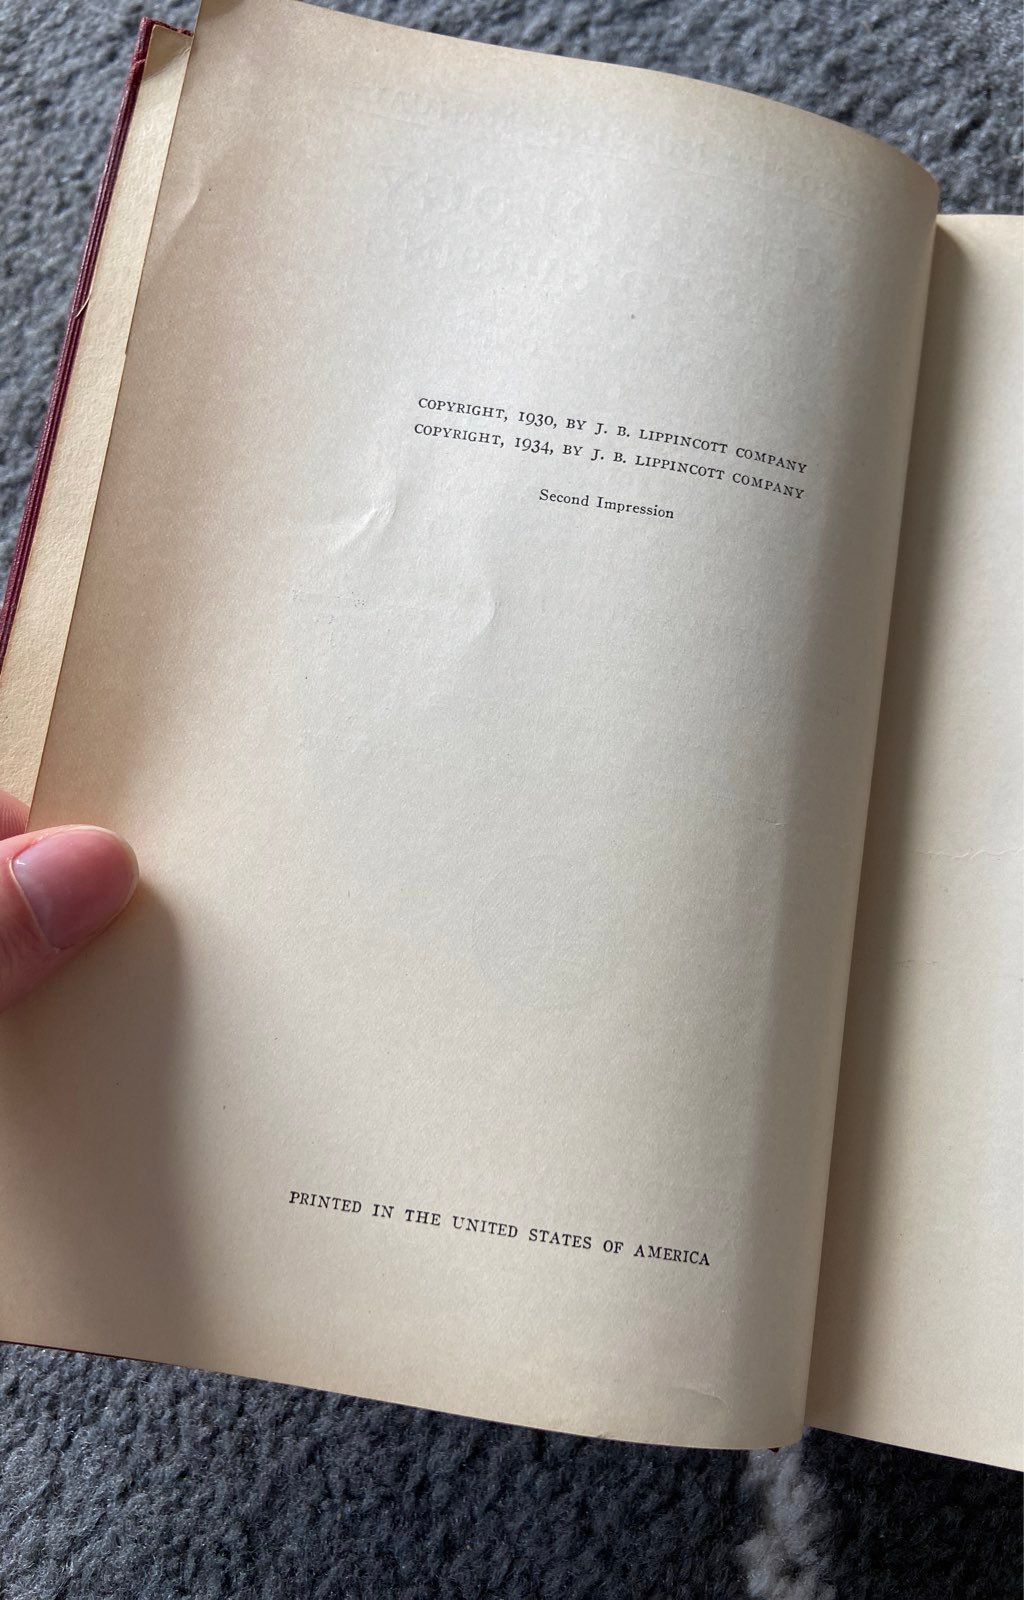 COPYRIGHT, 1930, BY J. B. LIPPINCOTT COMPANY
COPYRIGHT, 1934, BY J. B. LIPPINCOTT COMPANY
Second Impression
PRINTED IN THE UNITED STATES OF AMERICA